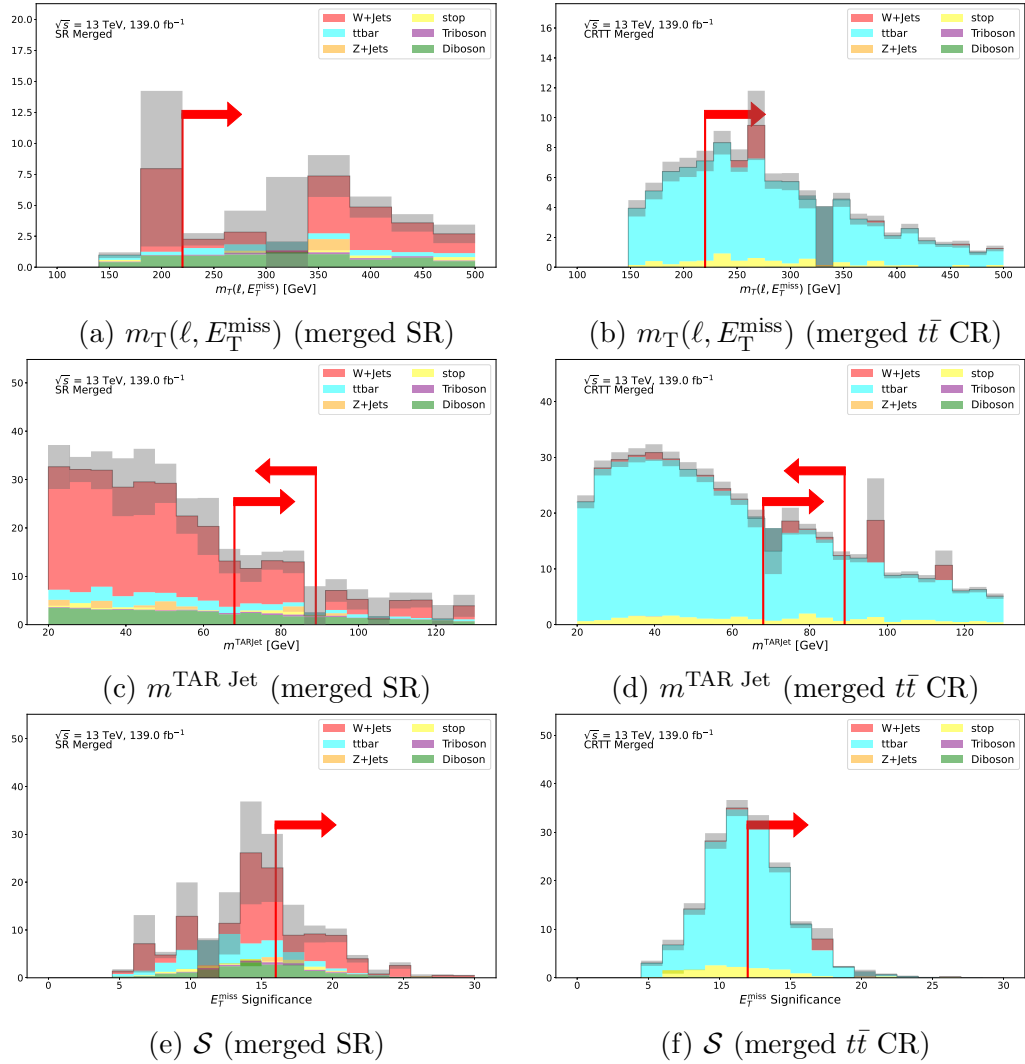 20.0
17.5
15.0
12.5
10.0
7.5
5.0
2.5
0.0
√s = 13 TeV, 139.0 fb⁻¹
SR Merged
W+Jets
ttbar
Z+Jets
stop
Triboson
Diboson
100 150 200 250 300 350 400 450 500
m_T(ℓ, E_T^miss) [GeV]
(a) m_T(ℓ, E_T^miss) (merged SR)
16
14
12
10
8
6
4
2
0
√s = 13 TeV, 139.0 fb⁻¹
CRTT Merged
W+Jets
ttbar
Z+Jets
stop
Triboson
Diboson
100 150 200 250 300 350 400 450 500
m_T(ℓ, E_T^miss) [GeV]
(b) m_T(ℓ, E_T^miss) (merged tt̄ CR)
50
40
30
20
10
0
√s = 13 TeV, 139.0 fb⁻¹
SR Merged
W+Jets
ttbar
Z+Jets
stop
Triboson
Diboson
20 40 60 80 100 120
m^TARJet [GeV]
(c) m^TAR Jet (merged SR)
40
30
20
10
0
√s = 13 TeV, 139.0 fb⁻¹
CRTT Merged
W+Jets
ttbar
Z+Jets
stop
Triboson
Diboson
20 40 60 80 100 120
m^TARJet [GeV]
(d) m^TAR Jet (merged tt̄ CR)
50
40
30
20
10
0
√s = 13 TeV, 139.0 fb⁻¹
SR Merged
W+Jets
ttbar
Z+Jets
stop
Triboson
Diboson
0 5 10 15 20 25 30
E_T^miss Significance
(e) 𝒮 (merged SR)
50
40
30
20
10
0
√s = 13 TeV, 139.0 fb⁻¹
CRTT Merged
W+Jets
ttbar
Z+Jets
stop
Triboson
Diboson
0 5 10 15 20 25 30
E_T^miss Significance
(f) 𝒮 (merged tt̄ CR)